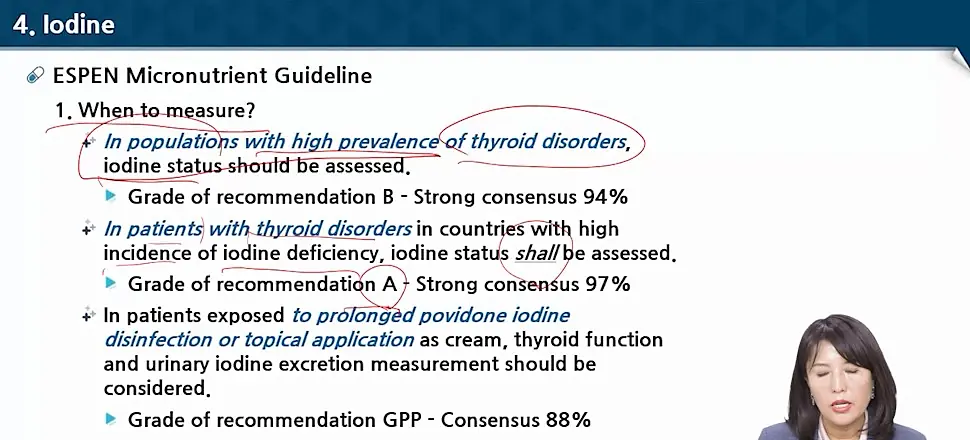 4. Iodine
ESPEN Micronutrient Guideline
1. When to measure?
In populations with high prevalence of thyroid disorders,
iodine status should be assessed.
Grade of recommendation B - Strong consensus 94%
In patients with thyroid disorders in countries with high
incidence of iodine deficiency, iodine status shall be assessed.
Grade of recommendation A - Strong consensus 97%
In patients exposed to prolonged povidone iodine
disinfection or topical application as cream, thyroid function
and urinary iodine excretion measurement should be
considered.
Grade of recommendation GPP - Consensus 88%